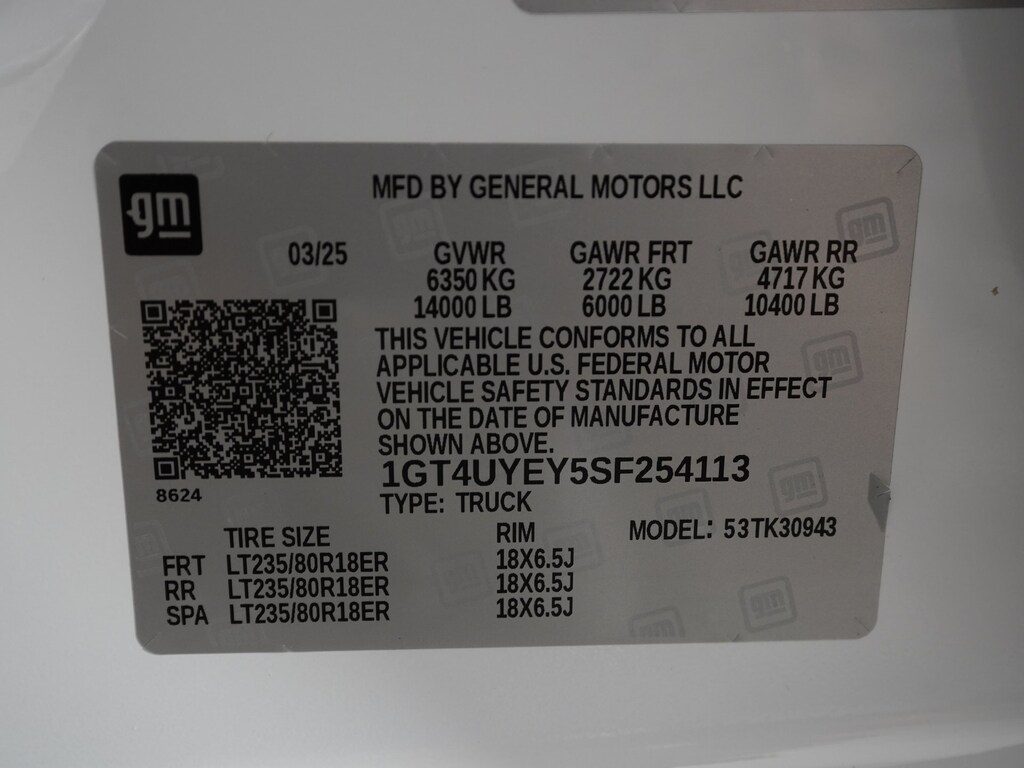 gm
MFD BY GENERAL MOTORS LLC
03/25 GVWR GAWR FRT GAWR RR
6350 KG 2722 KG 4717 KG
14000 LB 6000 LB 10400 LB
THIS VEHICLE CONFORMS TO ALL
APPLICABLE U.S. FEDERAL MOTOR
VEHICLE SAFETY STANDARDS IN EFFECT
ON THE DATE OF MANUFACTURE
SHOWN ABOVE.
1GT4UYEY5SF254113
8624
TYPE: TRUCK
TIRE SIZE RIM MODEL: 53TK30943
FRT LT235/80R18ER 18X6.5J
RR LT235/80R18ER 18X6.5J
SPA LT235/80R18ER 18X6.5J